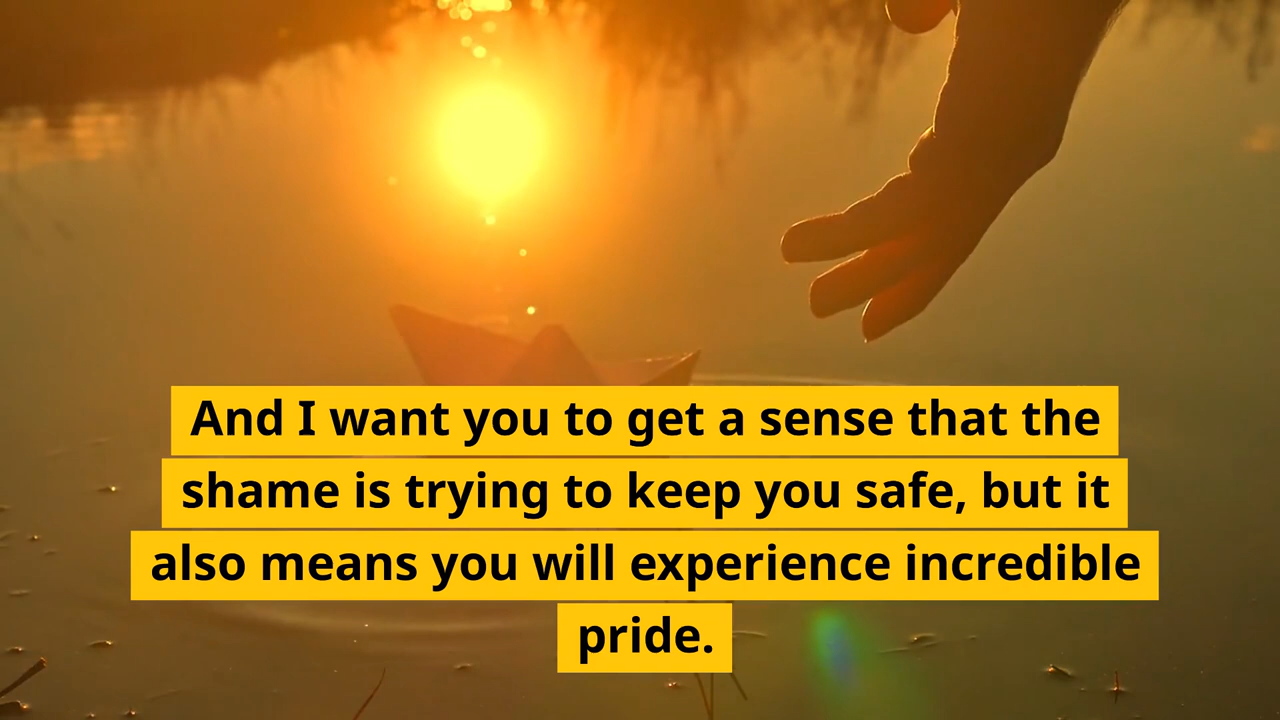 And I want you to get a sense that the
shame is trying to keep you safe, but it
also means you will experience incredible
pride.